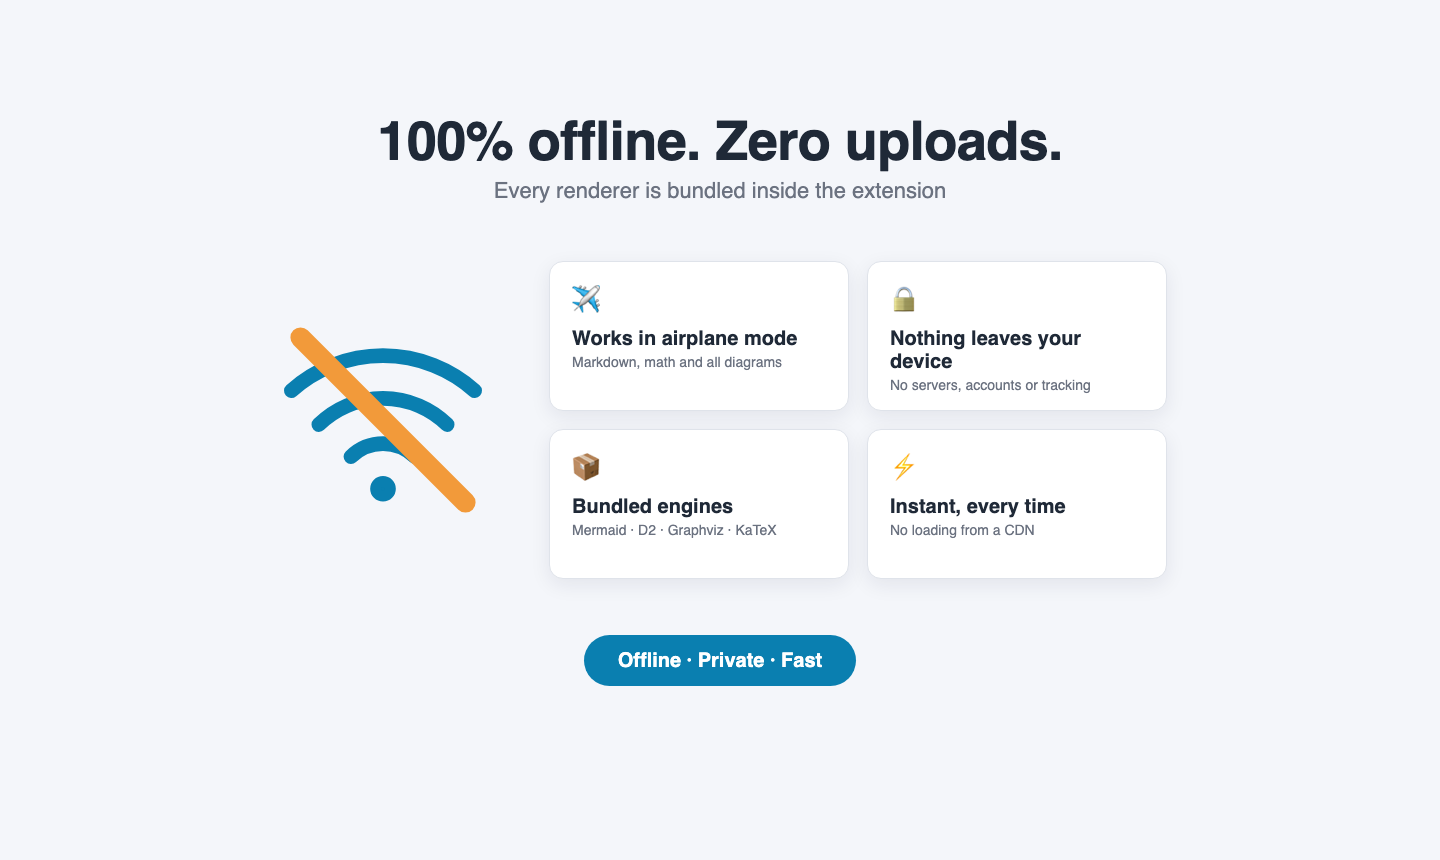 100% offline. Zero uploads.
Every renderer is bundled inside the extension
Works in airplane mode
Markdown, math and all diagrams
Nothing leaves your
device
No servers, accounts or tracking
Bundled engines
Mermaid · D2 · Graphviz · KaTeX
Instant, every time
No loading from a CDN
Offline · Private · Fast